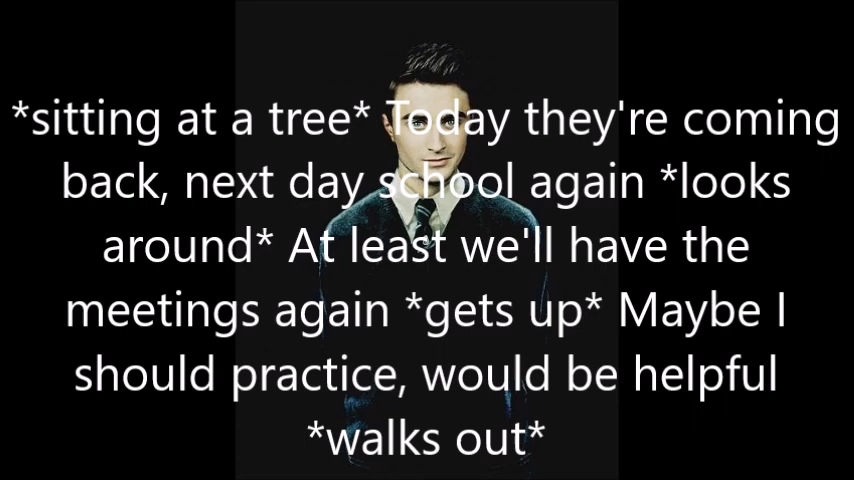 *sitting at a tree* Today they're coming
back, next day school again *looks
around* At least we'll have the
meetings again *gets up* Maybe I
should practice, would be helpful
*walks out*